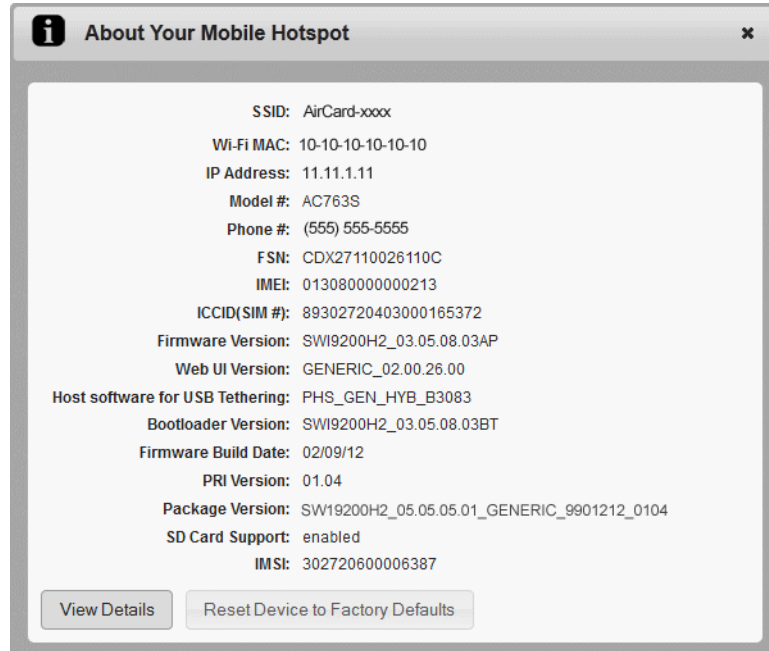 i About Your Mobile Hotspot ×
SSID: AirCard-xxxx
Wi-Fi MAC: 10-10-10-10-10-10
IP Address: 11.11.1.11
Model #: AC763S
Phone #: (555) 555-5555
FSN: CDX27110026110C
IMEI: 013080000000213
ICCID(SIM #): 89302720403000165372
Firmware Version: SWI9200H2_03.05.08.03AP
Web UI Version: GENERIC_02.00.26.00
Host software for USB Tethering: PHS_GEN_HYB_B3083
Bootloader Version: SWI9200H2_03.05.08.03BT
Firmware Build Date: 02/09/12
PRI Version: 01.04
Package Version: SW19200H2_05.05.05.01_GENERIC_9901212_0104
SD Card Support: enabled
IMSI: 302720600006387
View Details Reset Device to Factory Defaults